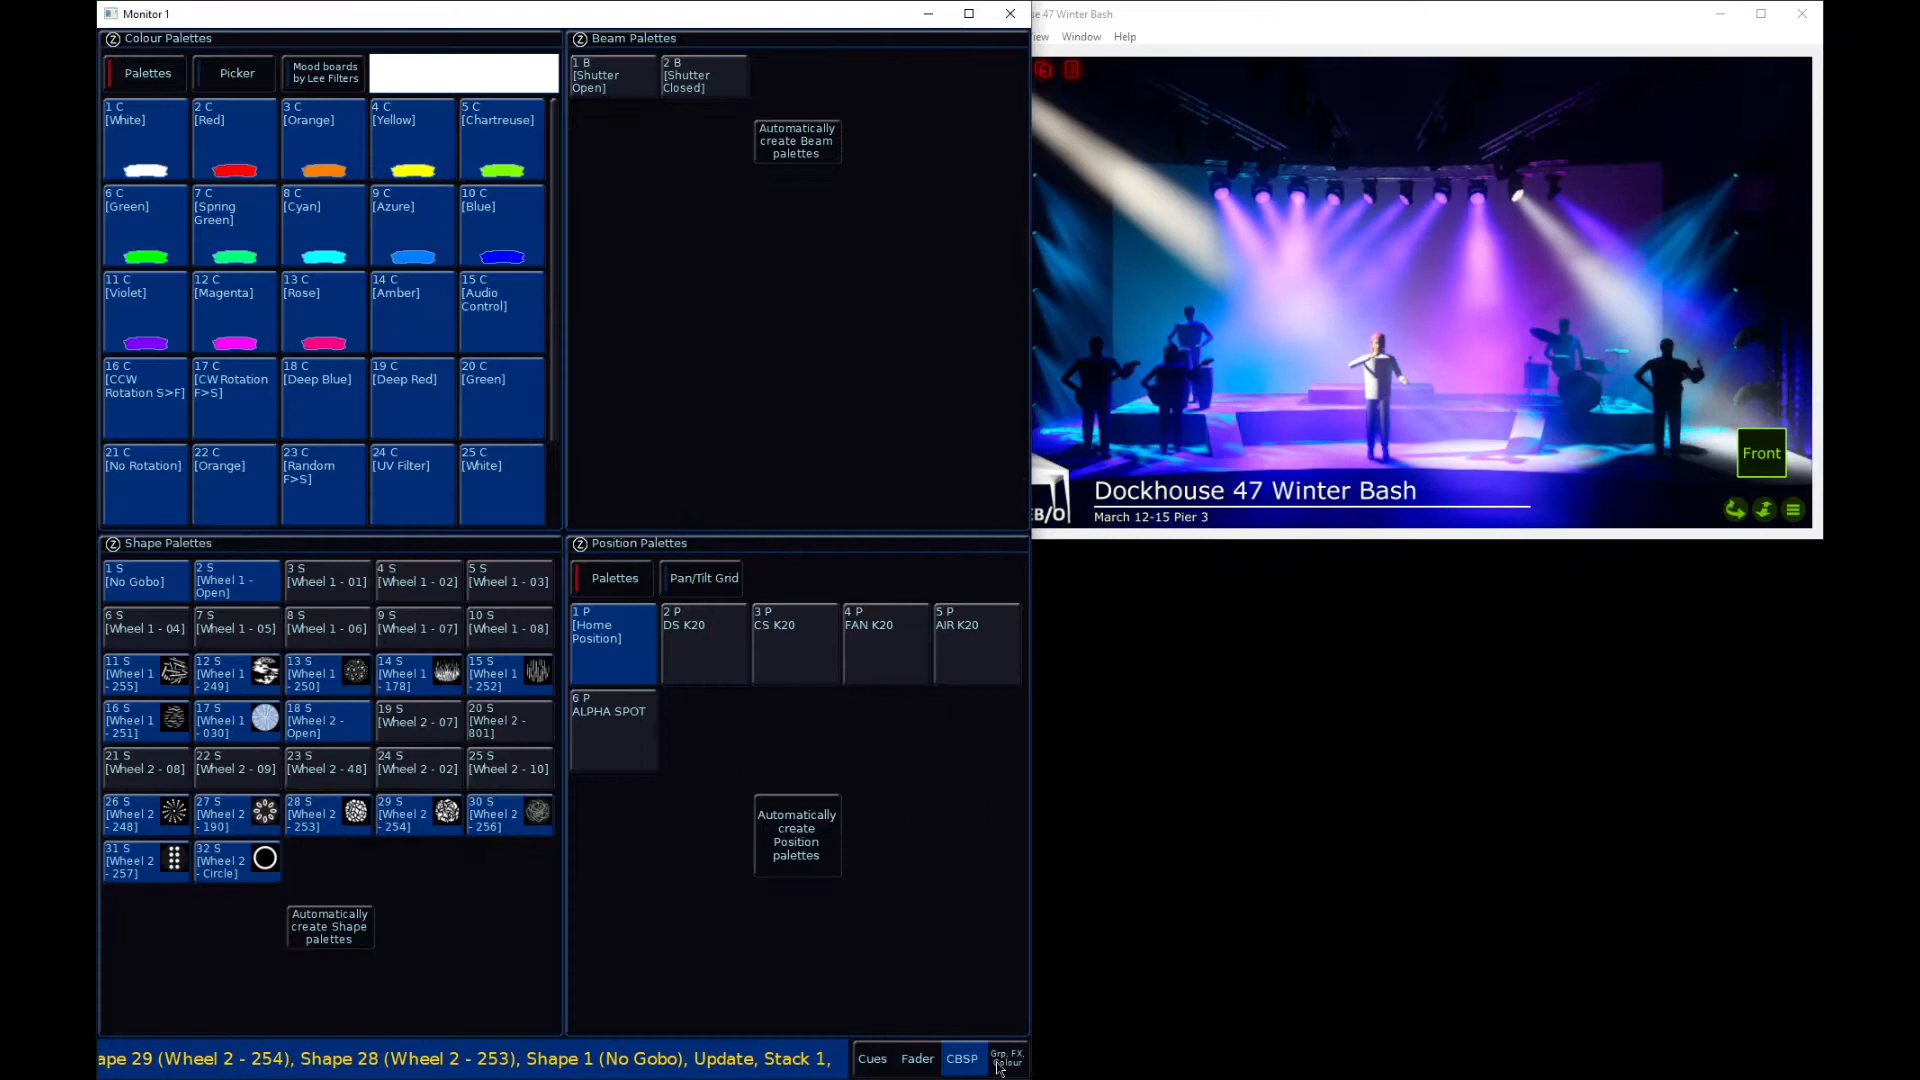 Monitor 1
Colour Palettes
Palettes
Picker
Mood boards
by Lee Filters
1 C
[White]
2 C
[Red]
3 C
[Orange]
4 C
[Yellow]
5 C
[Chartreuse]
6 C
[Green]
7 C
[Spring
Green]
8 C
[Cyan]
9 C
[Azure]
10 C
[Blue]
11 C
[Violet]
12 C
[Magenta]
13 C
[Rose]
14 C
[Amber]
15 C
[Audio
Control]
16 C
[CCW
Rotation S>F]
17 C
[CW Rotation
F>S]
18 C
[Deep Blue]
19 C
[Deep Red]
20 C
[Green]
21 C
[No Rotation]
22 C
[Orange]
23 C
[Random
F>S]
24 C
[UV Filter]
25 C
[White]
Beam Palettes
1 B
[Shutter
Open]
2 B
[Shutter
Closed]
Automatically
create Beam
palettes
Shape Palettes
1 S
[No Gobo]
2 S
[Wheel 1 -
Open]
3 S
[Wheel 1 - 01]
4 S
[Wheel 1 - 02]
5 S
[Wheel 1 - 03]
6 S
[Wheel 1 - 04]
7 S
[Wheel 1 - 05]
8 S
[Wheel 1 - 06]
9 S
[Wheel 1 - 07]
10 S
[Wheel 1 - 08]
11 S
[Wheel 1
- 255]
12 S
[Wheel 1
- 249]
13 S
[Wheel 1
- 250]
14 S
[Wheel 1
- 178]
15 S
[Wheel 1
- 252]
16 S
[Wheel 1
- 251]
17 S
[Wheel 1
- 030]
18 S
[Wheel 2 -
Open]
19 S
[Wheel 2 - 07]
20 S
[Wheel 2 -
801]
21 S
[Wheel 2 - 08]
22 S
[Wheel 2 - 09]
23 S
[Wheel 2 - 48]
24 S
[Wheel 2 - 02]
25 S
[Wheel 2 - 10]
26 S
[Wheel 2
- 248]
27 S
[Wheel 2
- 190]
28 S
[Wheel 2
- 253]
29 S
[Wheel 2
- 254]
30 S
[Wheel 2
- 256]
31 S
[Wheel 2
- 257]
32 S
[Wheel 2
- Circle]
Automatically
create Shape
palettes
Position Palettes
Palettes
Pan/Tilt Grid
1 P
[Home
Position]
2 P
DS K20
3 P
CS K20
4 P
FAN K20
5 P
AIR K20
6 P
ALPHA SPOT
Automatically
create
Position
palettes
ape 29 (Wheel 2 - 254), Shape 28 (Wheel 2 - 253), Shape 1 (No Gobo), Update, Stack 1,
Cues
Fader
CBSP
Grp, FX,
Colour
se 47 Winter Bash
iew
Window
Help
Front
EB/O
Dockhouse 47 Winter Bash
March 12-15 Pier 3